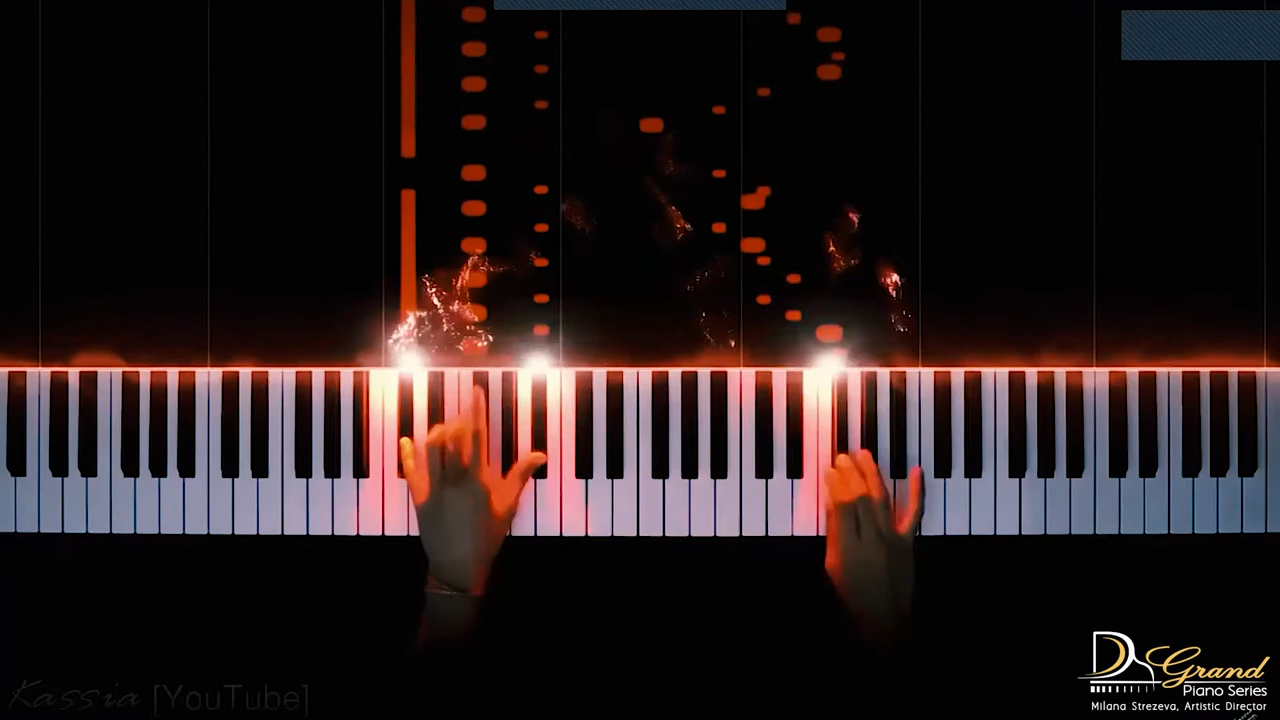 Kassia [YouTube]
Grand
Piano Series
Milana Strezeva, Artistic Director